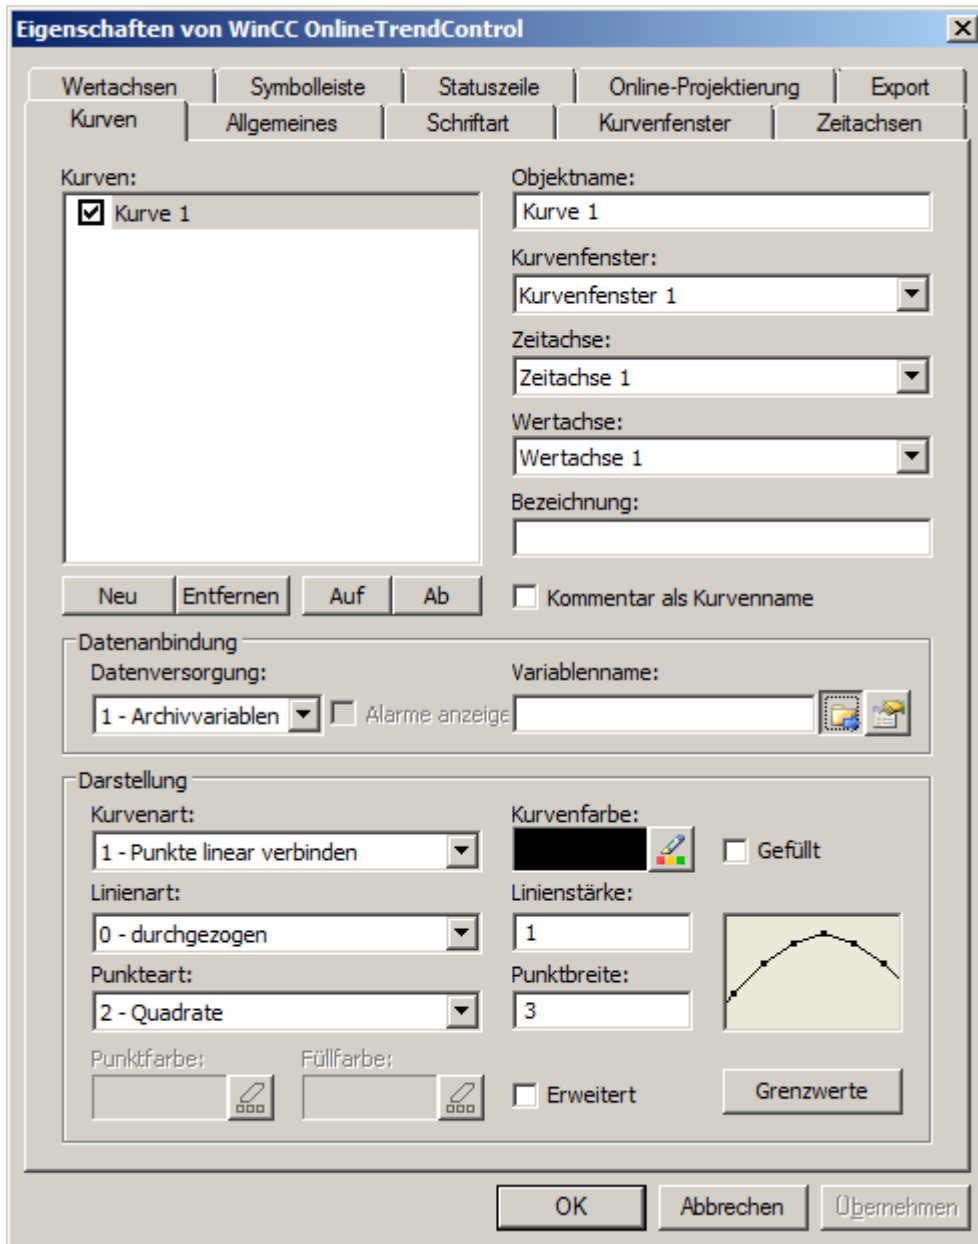 Eigenschaften von WinCC OnlineTrendControl
Wertachsen
Symbolleiste
Statuszeile
Online-Projektierung
Export
Kurven
Allgemeines
Schriftart
Kurvenfenster
Zeitachsen
Kurven:
Kurve 1
Neu
Entfernen
Auf
Ab
Objektname:
Kurve 1
Kurvenfenster:
Kurvenfenster 1
Zeitachse:
Zeitachse 1
Wertachse:
Wertachse 1
Bezeichnung:
Kommentar als Kurvenname
Datenanbindung
Datenversorgung:
1 - Archivvariablen
Alarme anzeige
Variablenname:
Darstellung
Kurvenart:
1 - Punkte linear verbinden
Kurvenfarbe:
Gefüllt
Linienart:
0 - durchgezogen
Linienstärke:
1
Punkteart:
2 - Quadrate
Punktbreite:
3
Punktfarbe:
Füllfarbe:
Erweitert
Grenzwerte
OK
Abbrechen
Übernehmen